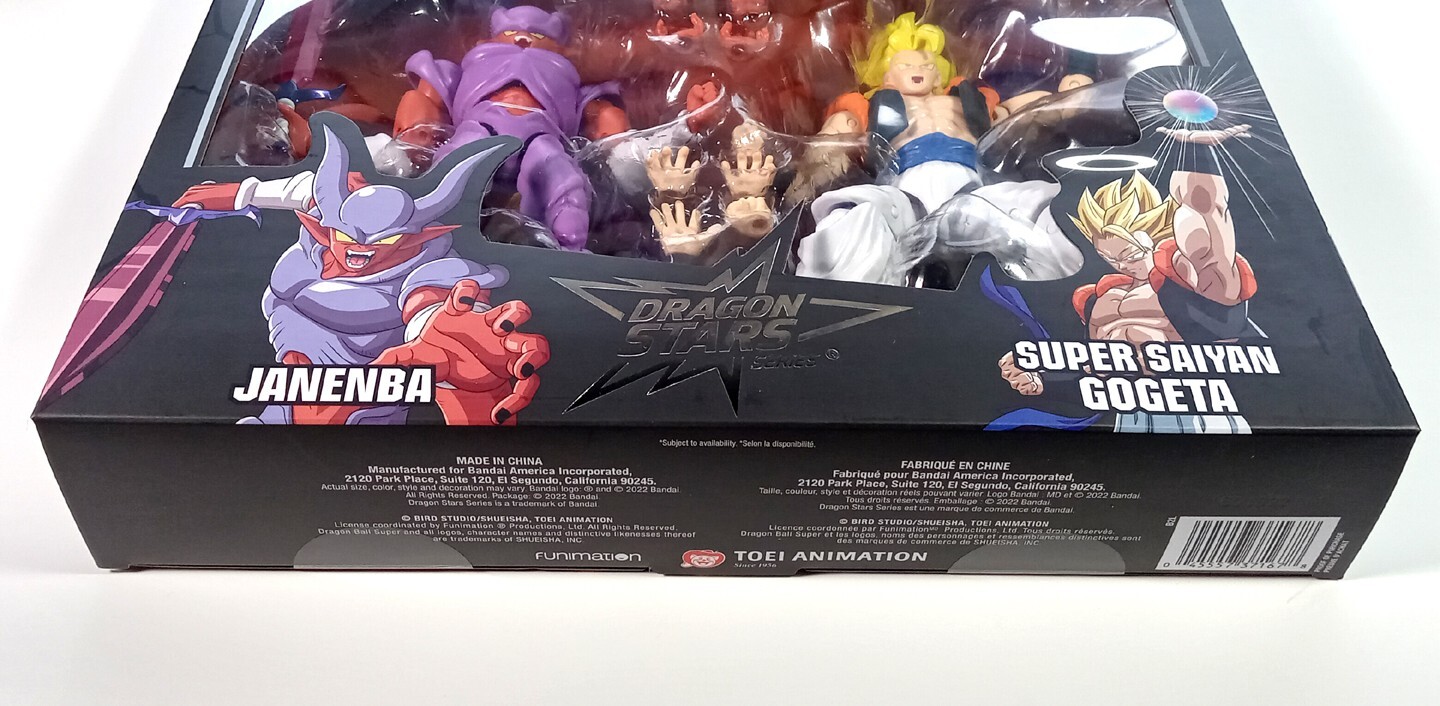 DRAGON
STARS
SERIES ®
JANENBA
SUPER SAIYAN
GOGETA
*Subject to availability. *Selon la disponibilité.
MADE IN CHINA
Manufactured for Bandai America Incorporated,
2120 Park Place, Suite 120, El Segundo, California 90245.
Actual size, color, style and decoration may vary. Bandai logo: ® and © 2022 Bandai.
All Rights Reserved. Package: © 2022 Bandai.
Dragon Stars Series is a trademark of Bandai.
© BIRD STUDIO/SHUEISHA, TOEI ANIMATION
License coordinated by Funimation ® Productions, Ltd. All Rights Reserved.
Dragon Ball Super and all logos, character names and distinctive likenesses thereof
are trademarks of SHUEISHA, INC.
FABRIQUÉ EN CHINE
Fabriqué pour Bandai America Incorporated,
2120 Park Place, Suite 120, El Segundo, California 90245.
Taille, couleur, style et décoration réels peuvent varier. Logo Bandai : MD et © 2022 Bandai.
Tous droits réservés. Emballage : © 2022 Bandai.
Dragon Stars Series est une marque de commerce de Bandai.
© BIRD STUDIO/SHUEISHA, TOEI ANIMATION
Licence coordonnée par Funimation MD Productions, Ltd. Tous droits réservés.
Dragon Ball Super et les logos, noms des personnages et ressemblances distinctives sont
des marques de commerce de SHUEISHA, INC.
FUNIMATION
TOEI ANIMATION
Since 1956
B2L